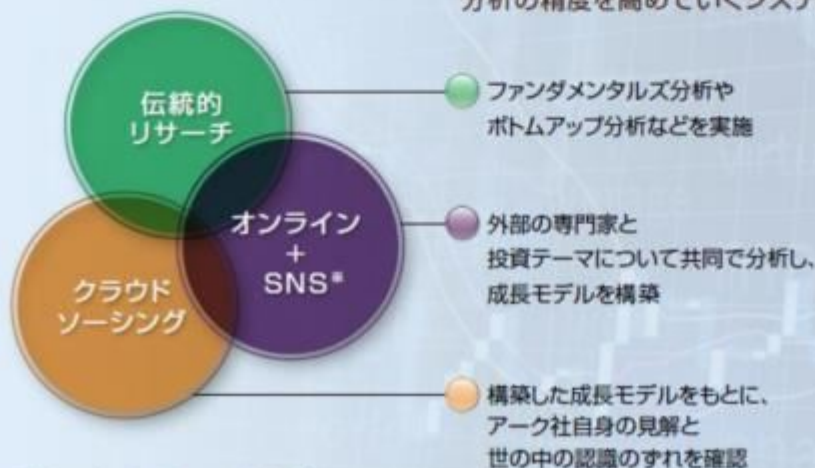 分析の精度を高めていくシステ
伝統的
リサーチ
ファンダメンタルズ分析や
ボトムアップ分析などを実施
オンライン
+
SNS※
外部の専門家と
投資テーマについて共同で分析し、
成長モデルを構築
クラウド
ソーシング
構築した成長モデルをもとに、
アーク社自身の見解と
世の中の認識のずれを確認